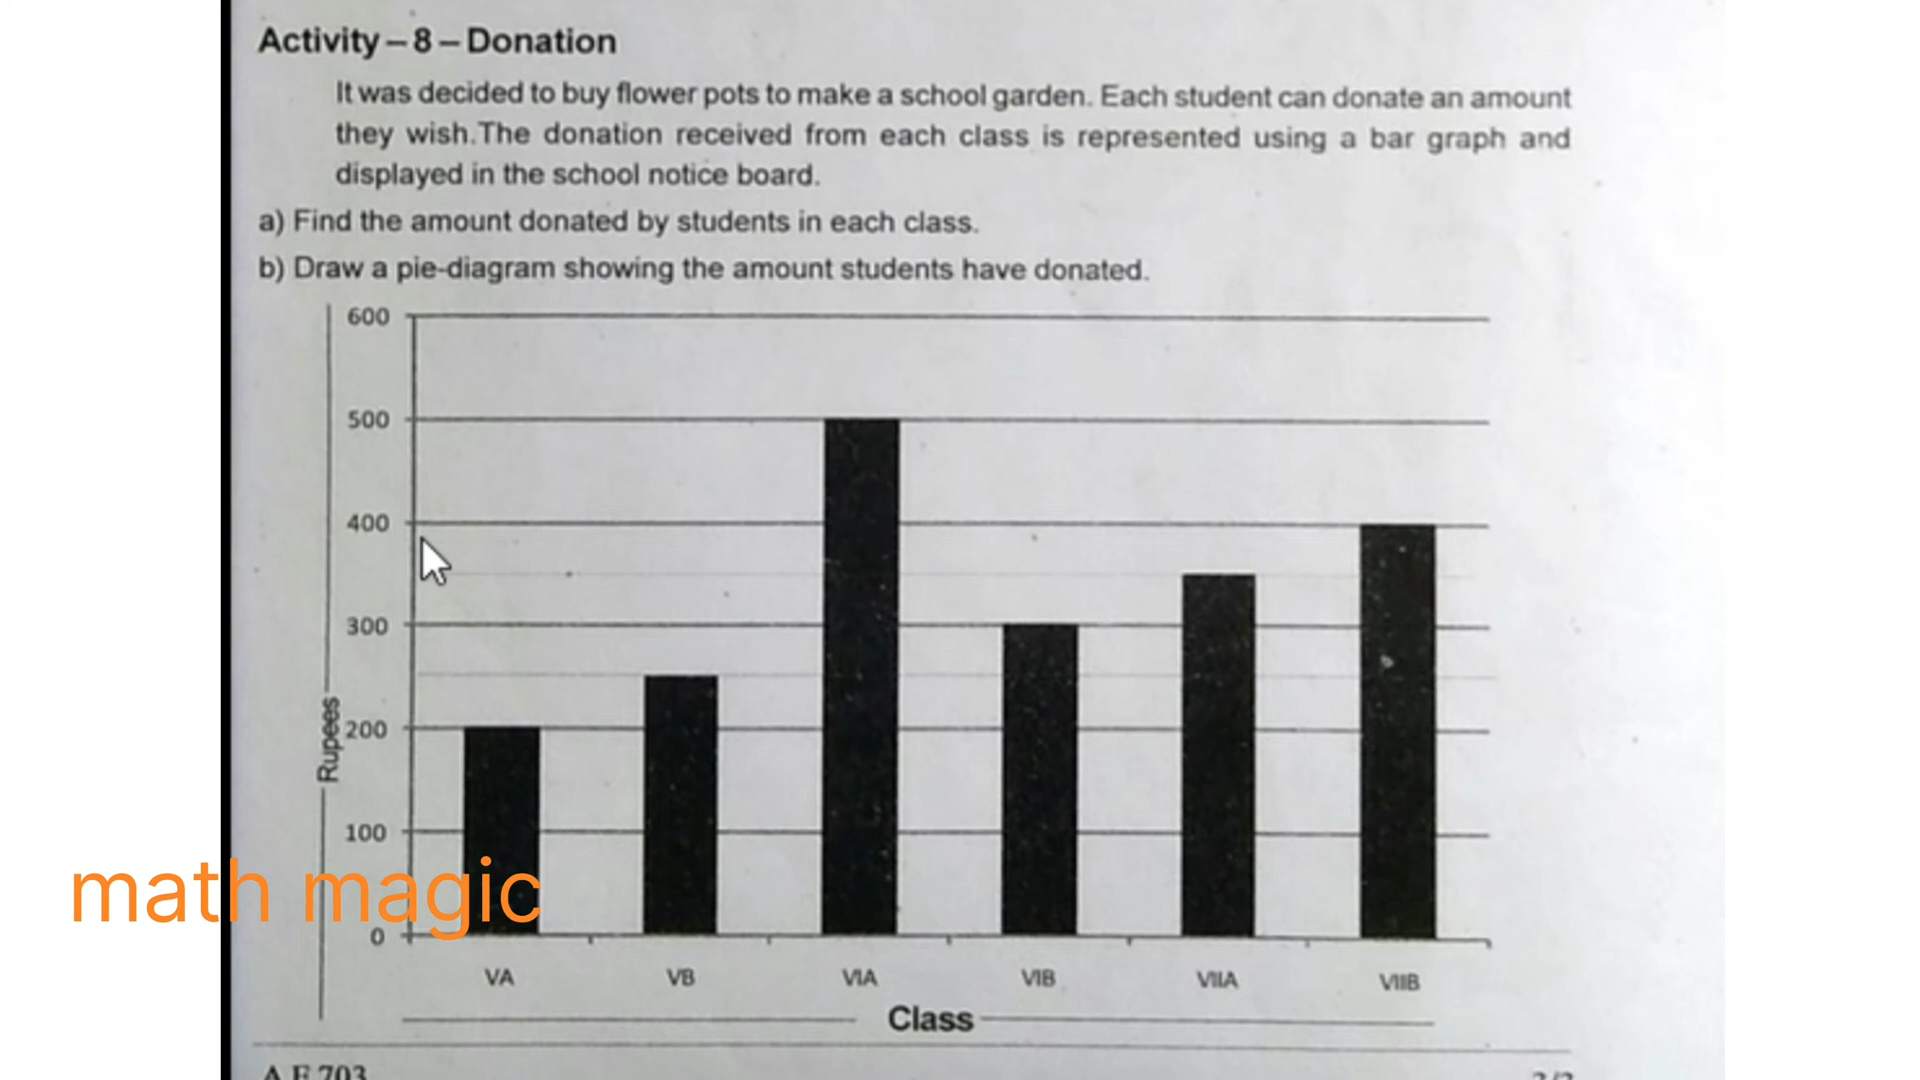 Activity – 8 – Donation
It was decided to buy flower pots to make a school garden. Each student can donate an amount
they wish.The donation received from each class is represented using a bar graph and
displayed in the school notice board.
a) Find the amount donated by students in each class.
b) Draw a pie-diagram showing the amount students have donated.
600
500
400
300
200
100
0
Rupees
math magic
VA VB VIA VIB VIIA VIIB
Class